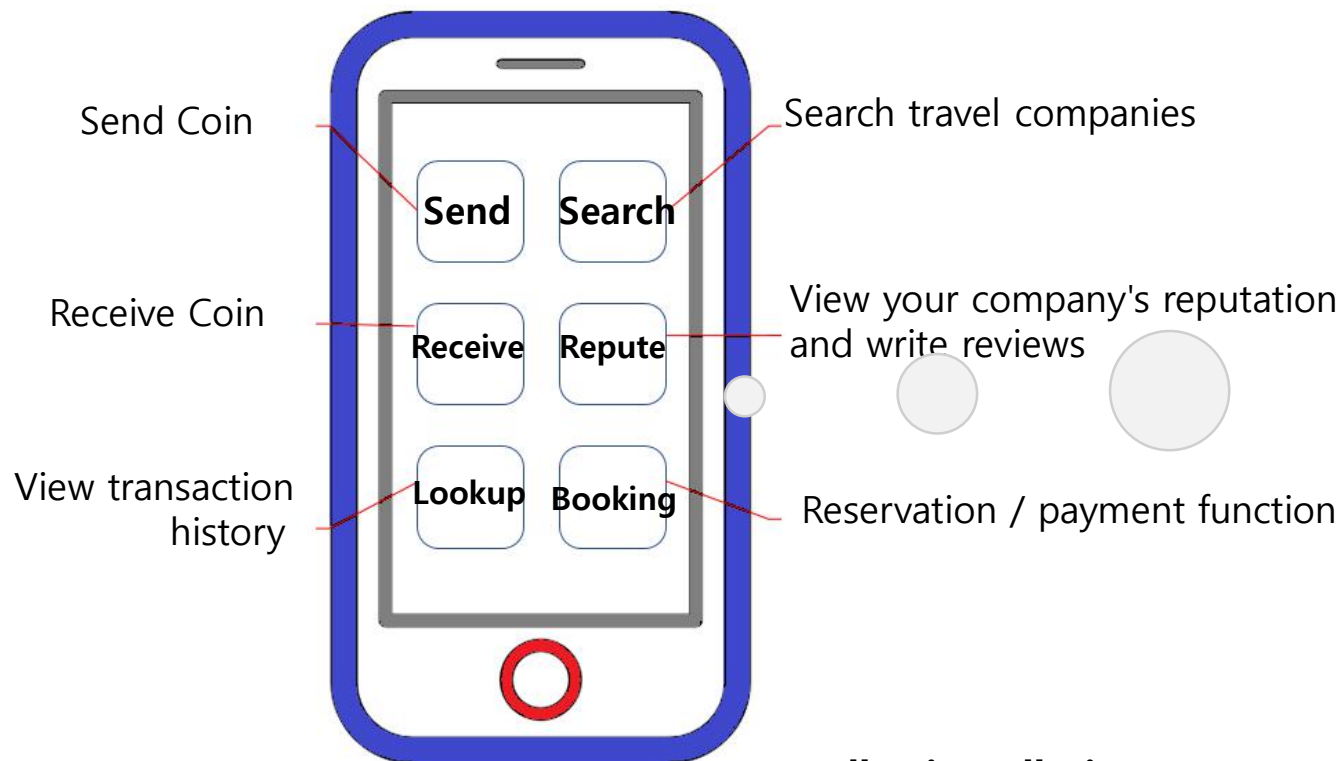 Send Coin
Search travel companies
Send
Search
Receive Coin
View your company's reputation
and write reviews
Receive
Repute
View transaction
history
Lookup
Booking
Reservation / payment function